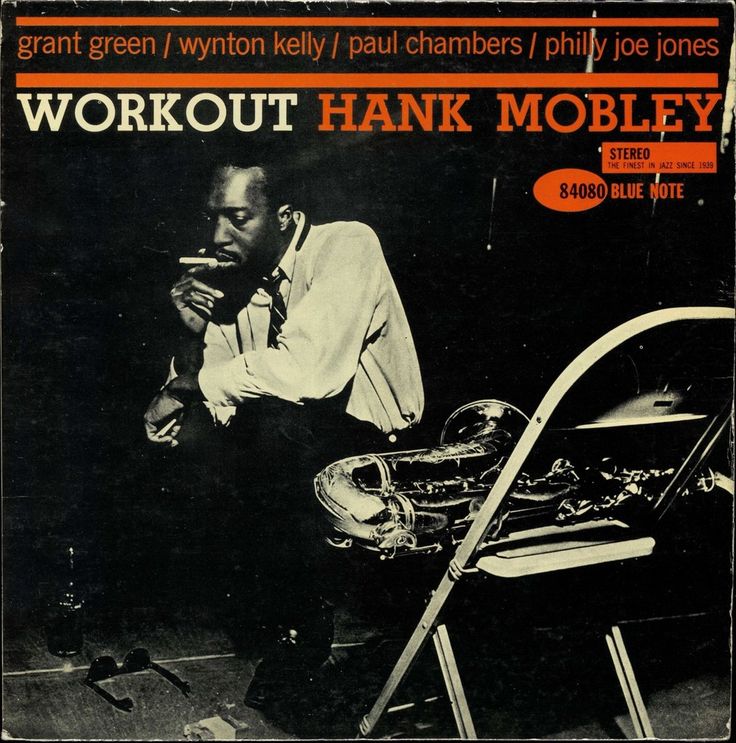 grant green / wynton kelly / paul chambers / philly joe jones
WORKOUT HANK MOBLEY
STEREO
THE FINEST IN JAZZ SINCE 1939
84080 BLUE NOTE